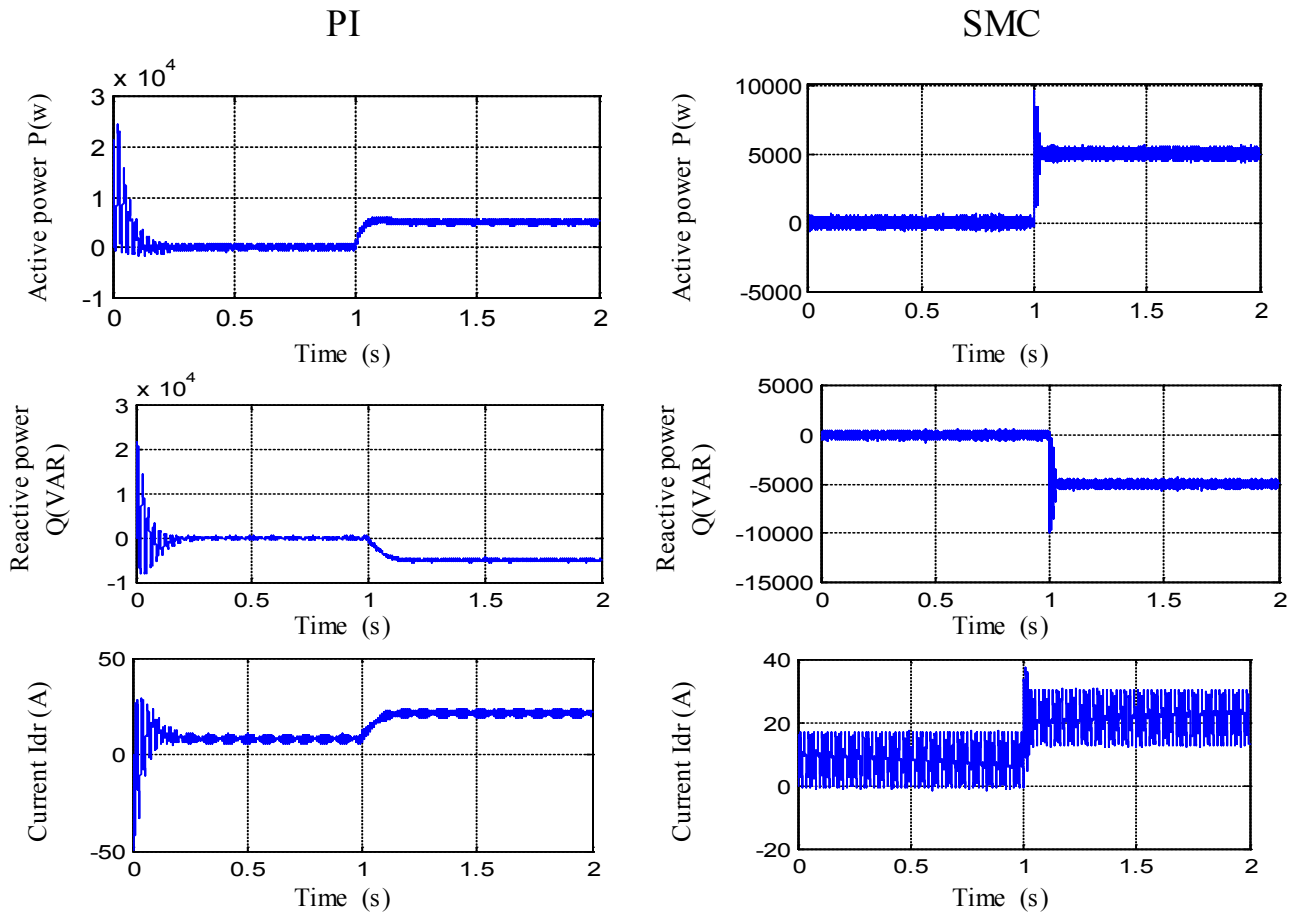 PI
SMC
x 10^4
3
2
1
0
-1
Active power P(w)
0 0.5 1 1.5 2
Time (s)
10000
5000
0
-5000
Active power P(w)
0 0.5 1 1.5 2
Time (s)
x 10^4
3
2
1
0
-1
Reactive power
Q(VAR)
0 0.5 1 1.5 2
Time (s)
5000
0
-5000
-10000
-15000
Reactive power
Q(VAR)
0 0.5 1 1.5 2
Time (s)
50
0
-50
Current Idr (A)
0 0.5 1 1.5 2
Time (s)
40
20
0
-20
Current Idr (A)
0 0.5 1 1.5 2
Time (s)